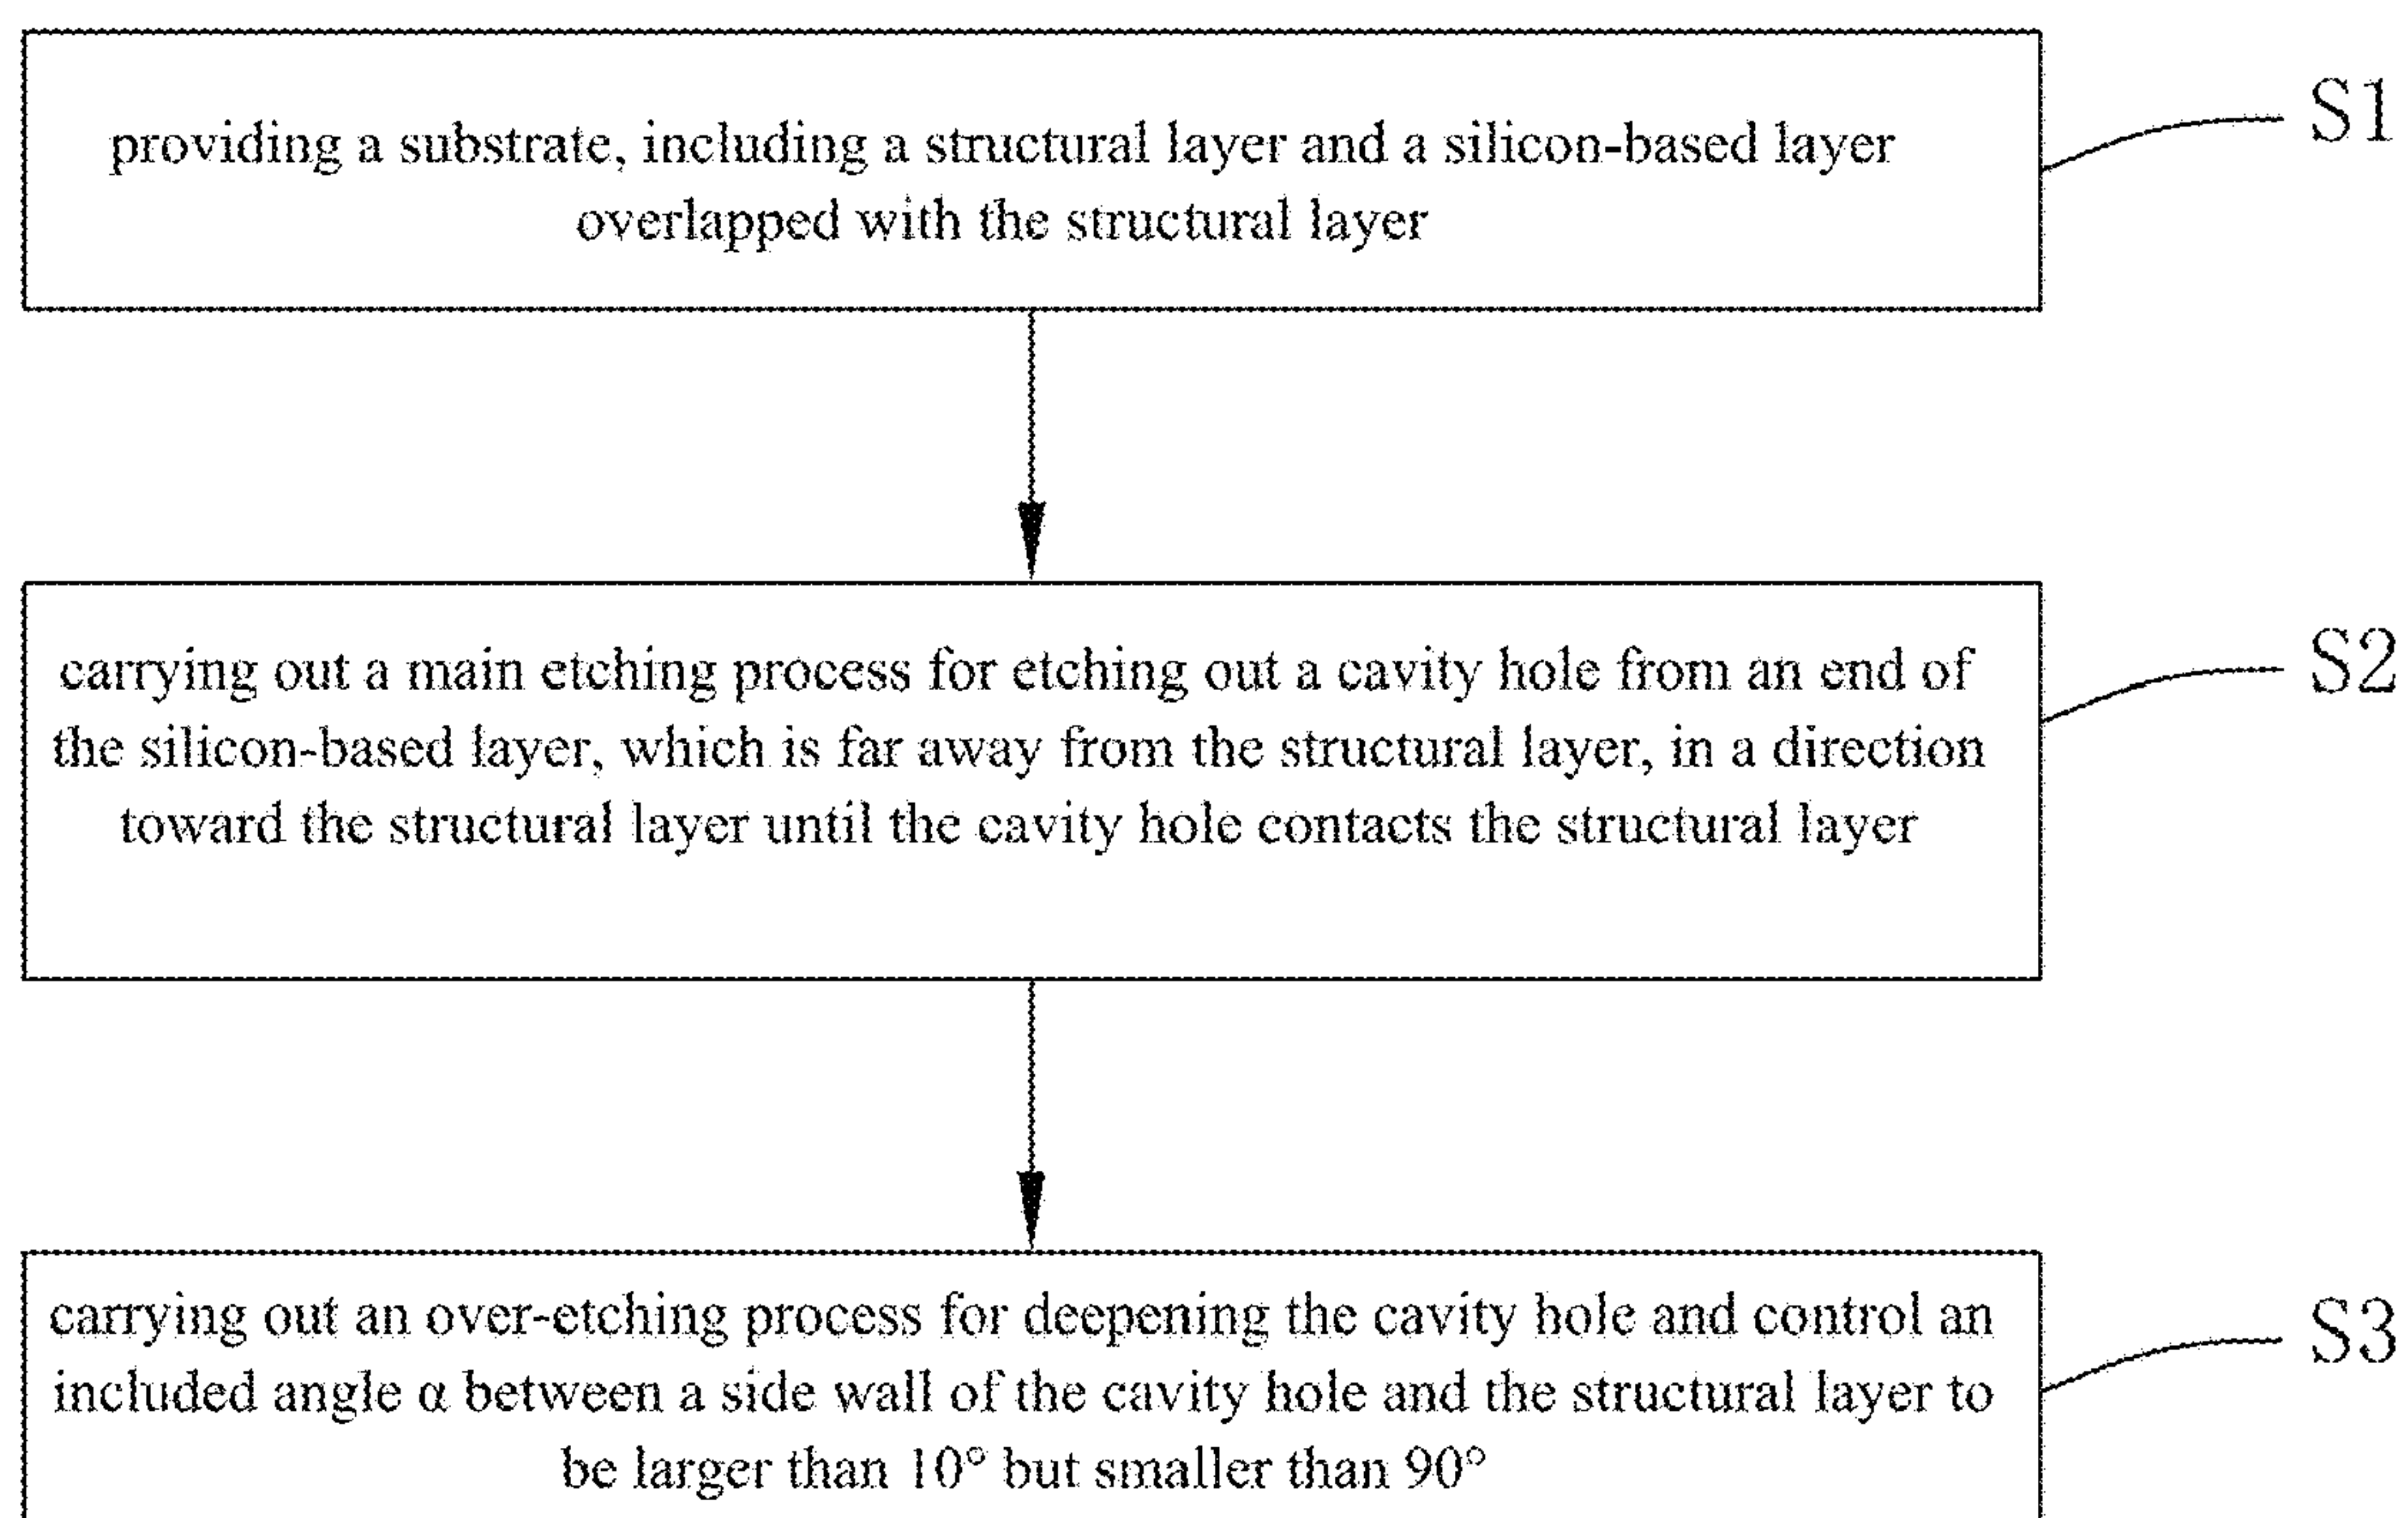 providing a substrate, including a structural layer and a silicon-based layer
overlapped with the structural layer
S1
carrying out a main etching process for etching out a cavity hole from an end of
the silicon-based layer, which is far away from the structural layer, in a direction
toward the structural layer until the cavity hole contacts the structural layer
S2
carrying out an over-etching process for deepening the cavity hole and control an
included angle α between a side wall of the cavity hole and the structural layer to
be larger than 10° but smaller than 90°
S3